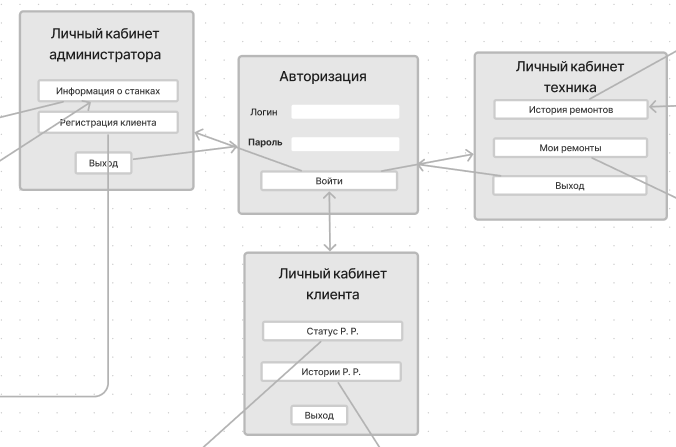 Личный кабинет
администратора
Информация о станках
Регистрация клиента
Выход
Авторизация
Логин
Пароль
Войти
Личный кабинет
техника
История ремонтов
Мои ремонты
Выход
Личный кабинет
клиента
Статус Р. Р.
Истории Р. Р.
Выход